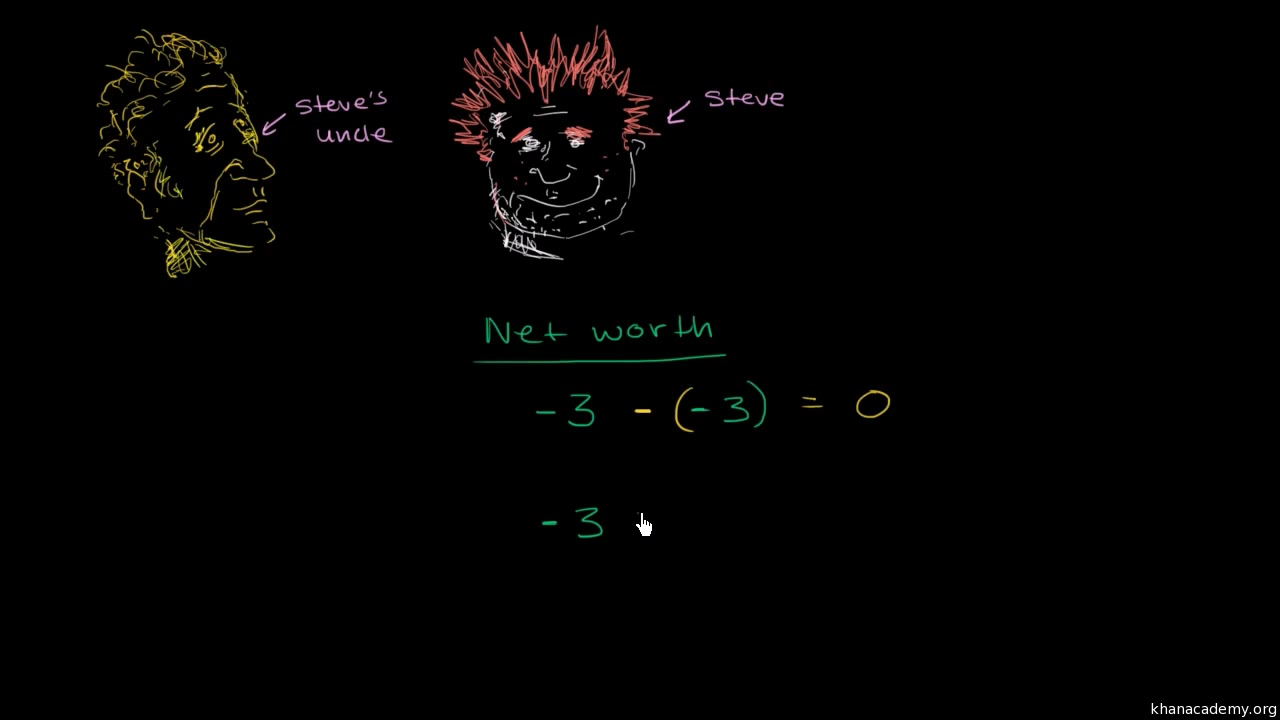 Steve's
uncle
Steve
Net worth
-3 - (-3) = 0
-3
khanacademy.org